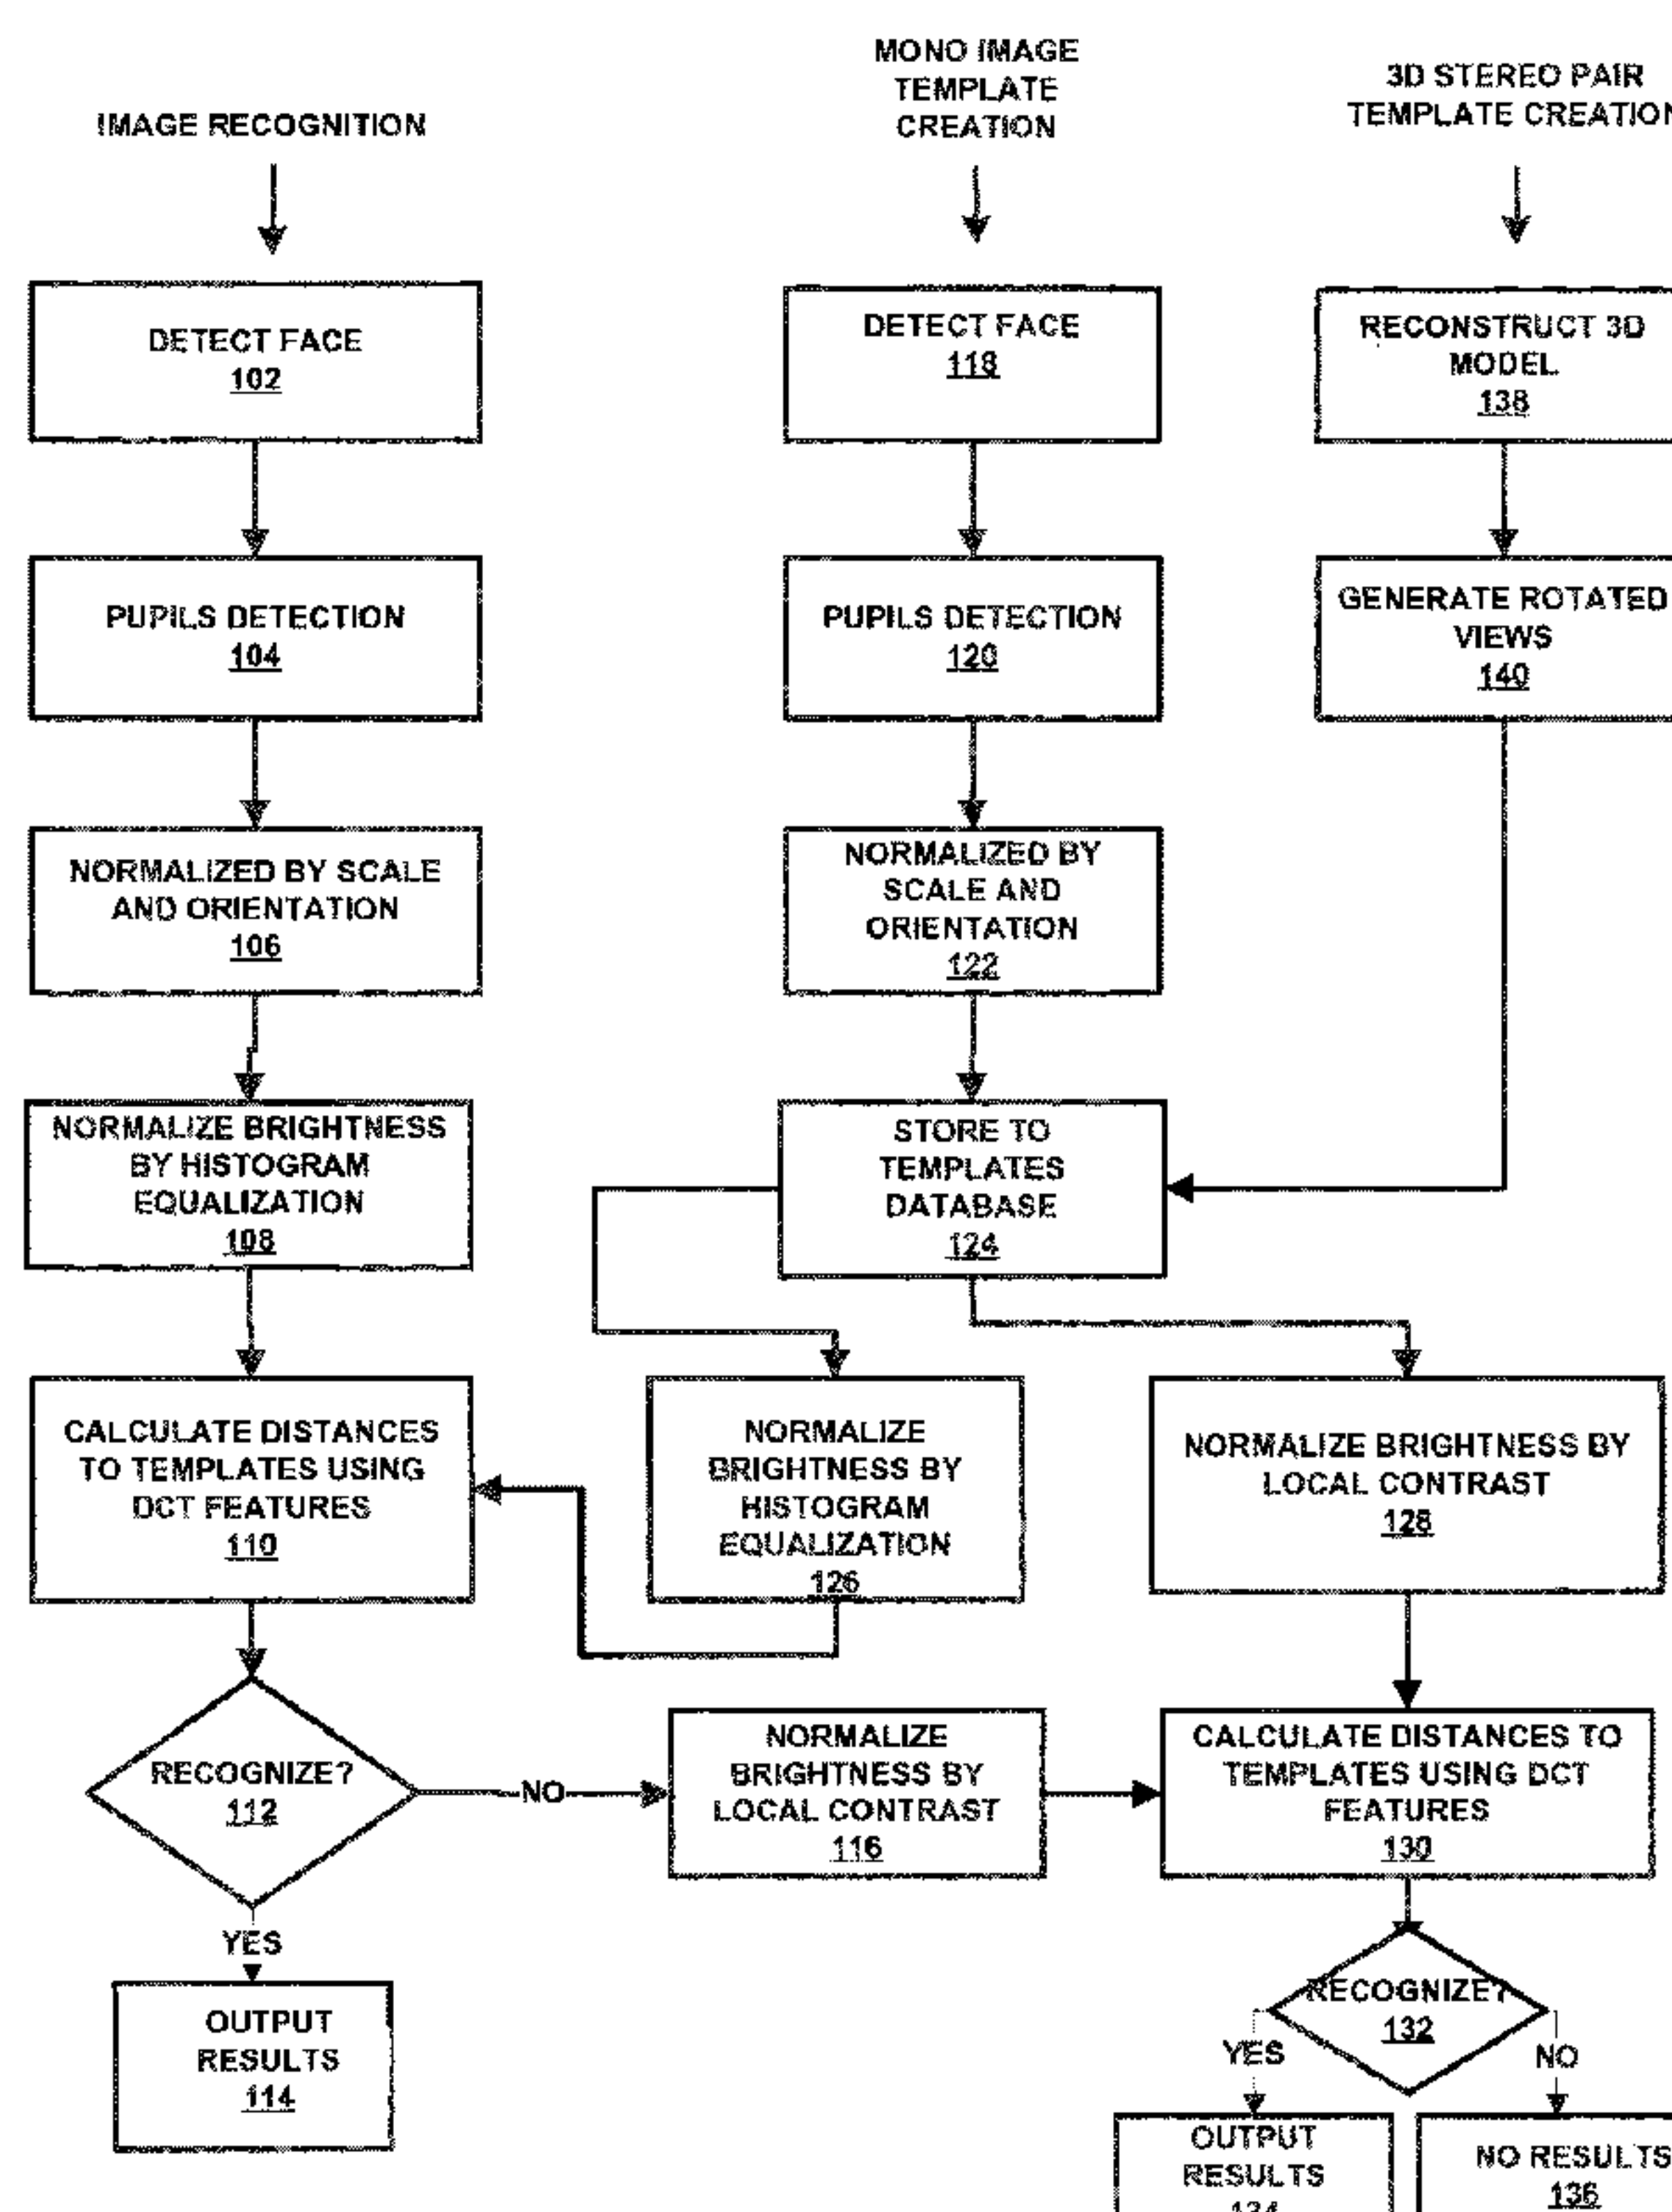 IMAGE RECOGNITION
MONO IMAGE
TEMPLATE
CREATION
3D STEREO PAIR
TEMPLATE CREATION
DETECT FACE
102
DETECT FACE
118
RECONSTRUCT 3D
MODEL
138
PUPILS DETECTION
104
PUPILS DETECTION
120
GENERATE ROTATED
VIEWS
140
NORMALIZED BY SCALE
AND ORIENTATION
106
NORMALIZED BY
SCALE AND
ORIENTATION
122
NORMALIZE BRIGHTNESS
BY HISTOGRAM
EQUALIZATION
108
STORE TO
TEMPLATES
DATABASE
124
CALCULATE DISTANCES
TO TEMPLATES USING
DCT FEATURES
110
NORMALIZE
BRIGHTNESS BY
HISTOGRAM
EQUALIZATION
126
NORMALIZE BRIGHTNESS BY
LOCAL CONTRAST
128
RECOGNIZE?
112
NO
NORMALIZE
BRIGHTNESS BY
LOCAL CONTRAST
116
CALCULATE DISTANCES TO
TEMPLATES USING DCT
FEATURES
130
YES
OUTPUT
RESULTS
114
RECOGNIZE?
132
YES
NO
OUTPUT
RESULTS
134
NO RESULTS
136